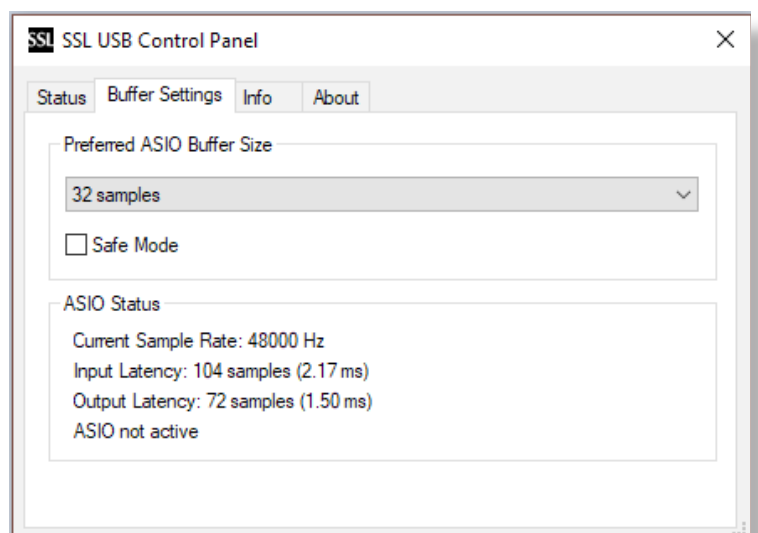 SSL SSL USB Control Panel
Status Buffer Settings Info About
Preferred ASIO Buffer Size
32 samples
Safe Mode
ASIO Status
Current Sample Rate: 48000 Hz
Input Latency: 104 samples (2.17 ms)
Output Latency: 72 samples (1.50 ms)
ASIO not active